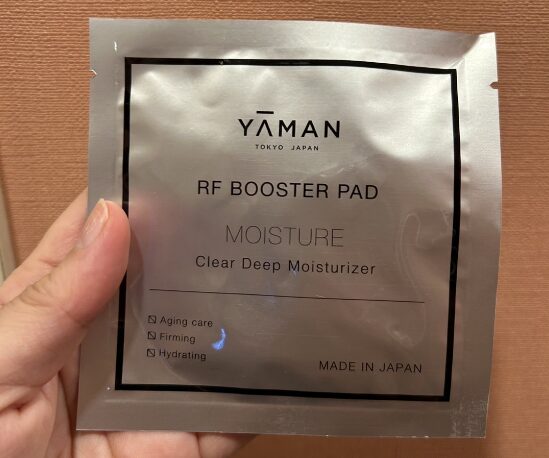 YĀMAN
TOKYO JAPAN
RF BOOSTER PAD
MOISTURE
Clear Deep Moisturizer
Aging care
Firming
Hydrating
MADE IN JAPAN